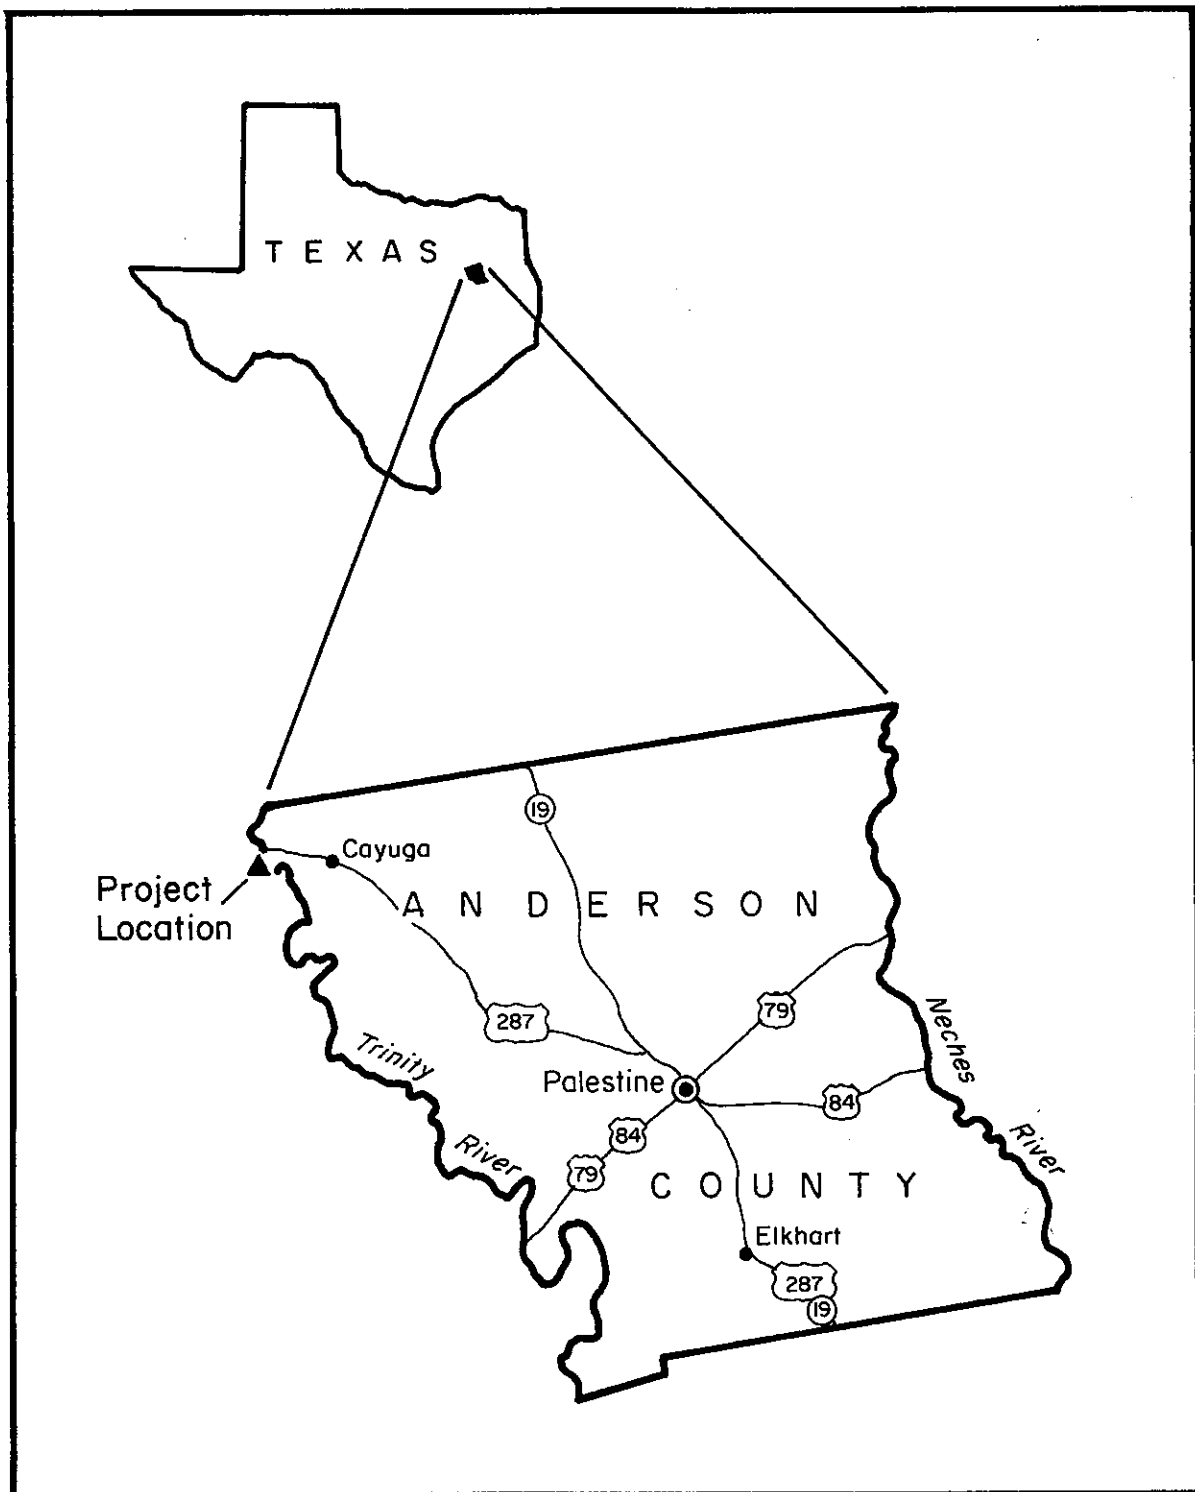 TEXAS
19
Cayuga
Project
Location
ANDERSON
79
287
Neches
River
Trinity
River
Palestine
84
84
79
COUNTY
Elkhart
287
19